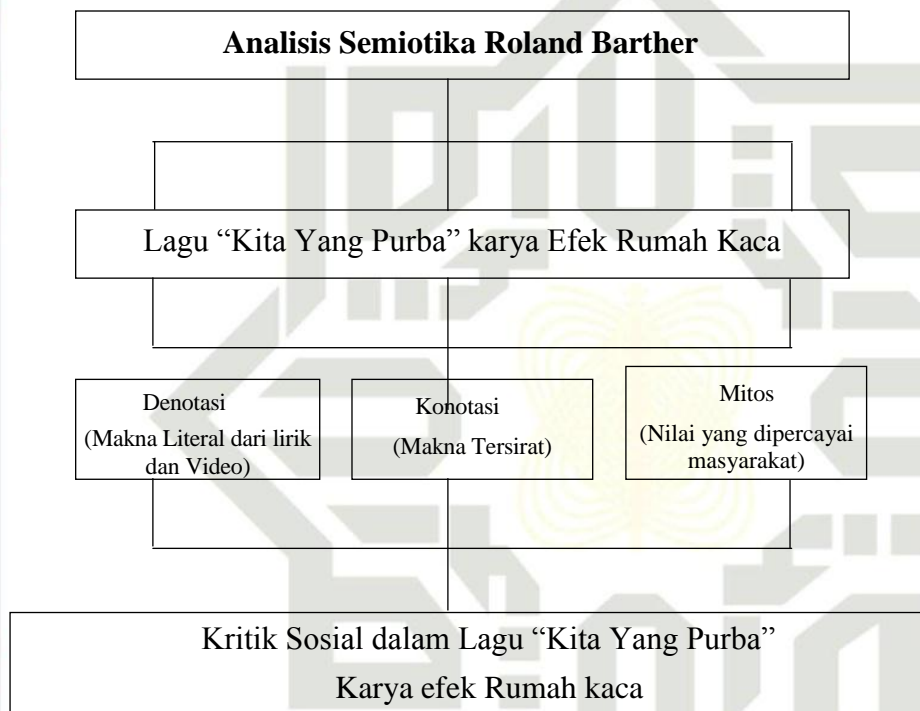 Analisis Semiotika Roland Barther
Lagu “Kita Yang Purba” karya Efek Rumah Kaca
Denotasi
(Makna Literal dari lirik
dan Video)
Konotasi
(Makna Tersirat)
Mitos
(Nilai yang dipercayai
masyarakat)
Kritik Sosial dalam Lagu “Kita Yang Purba”
Karya efek Rumah kaca